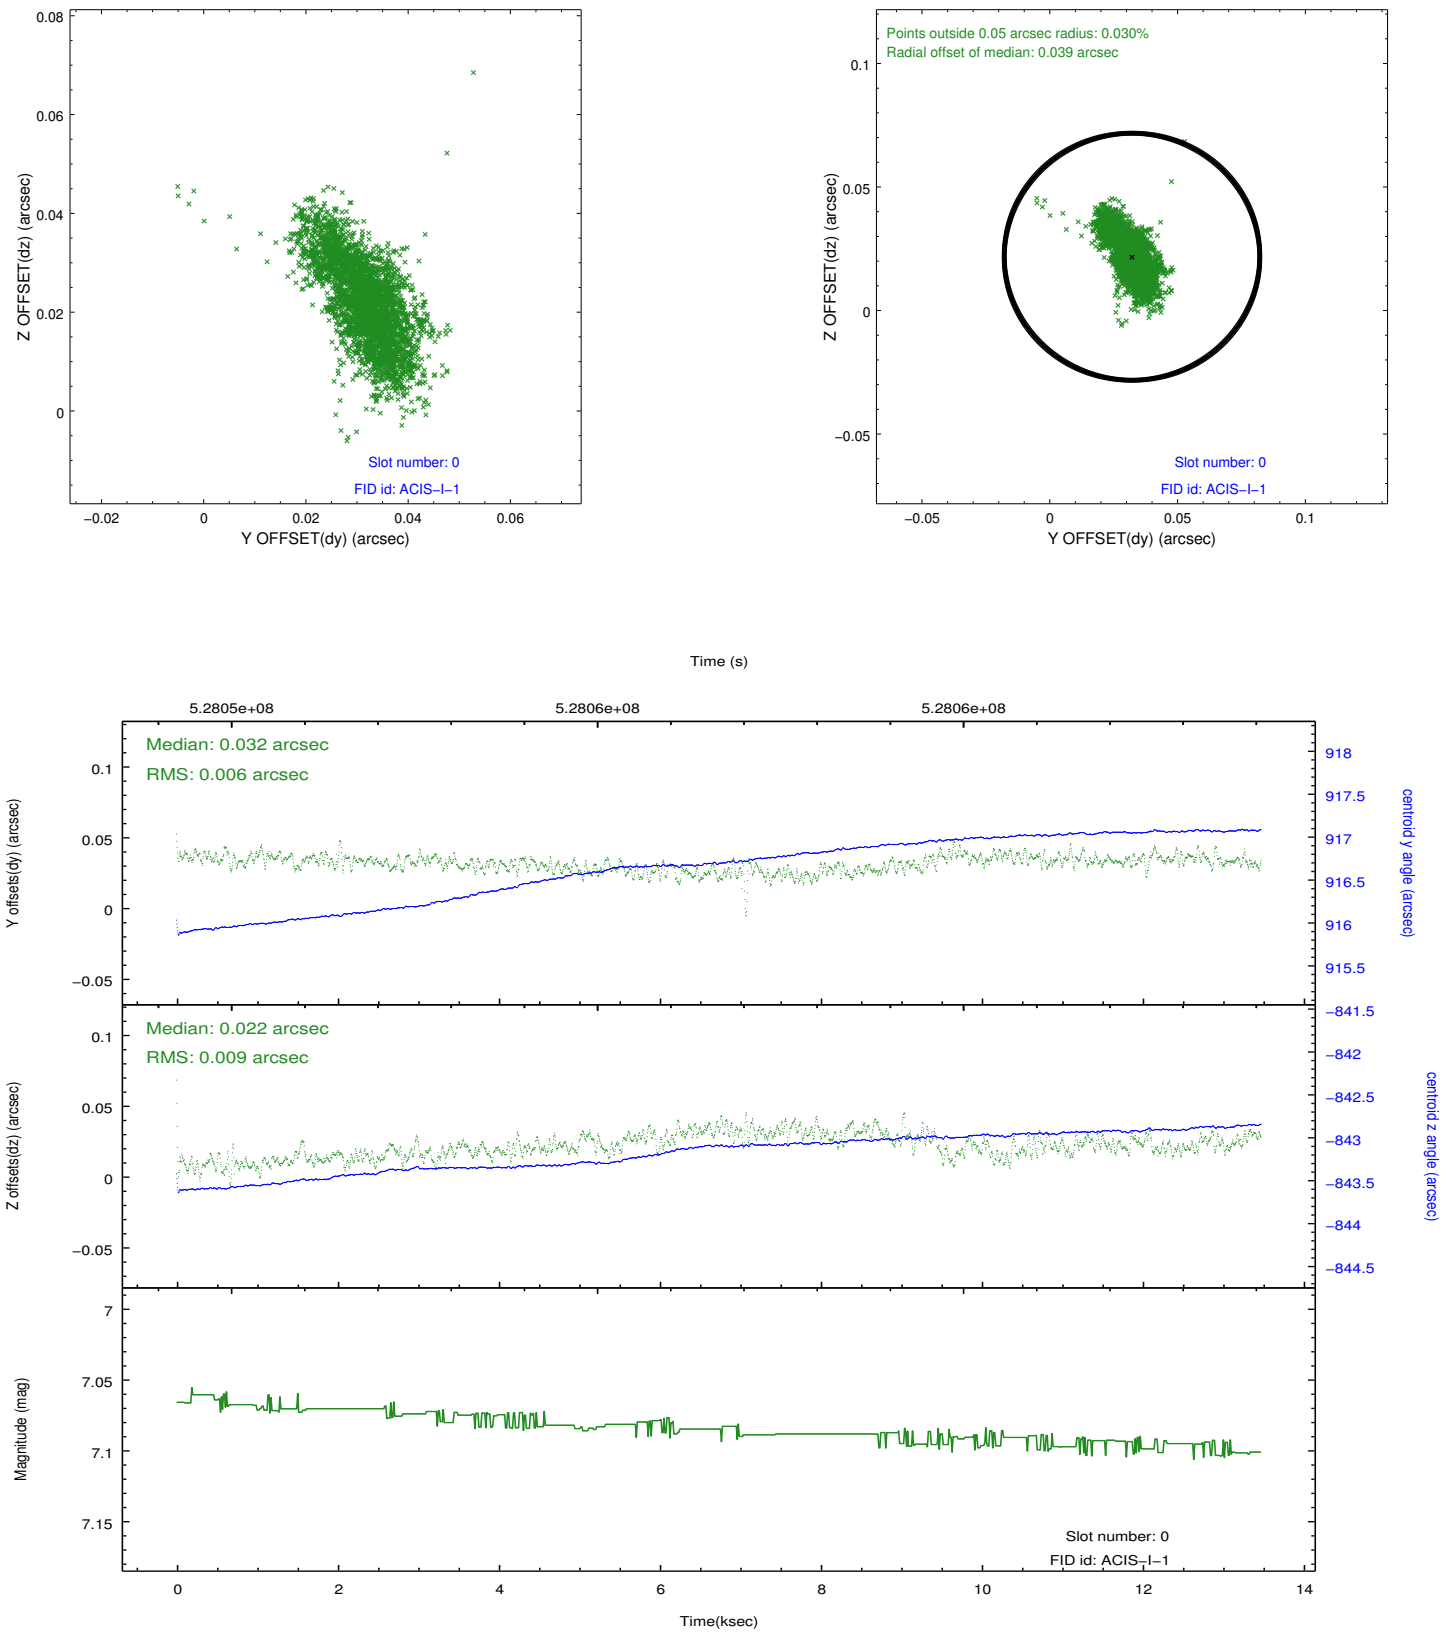 0.08
0.06
0.04
0.02
0
Z OFFSET(dz) (arcsec)
Slot number: 0
FID id: ACIS−I−1
−0.02 0 0.02 0.04 0.06
Y OFFSET(dy) (arcsec)
Points outside 0.05 arcsec radius: 0.030%
Radial offset of median: 0.039 arcsec
0.1
0.05
0
−0.05
Z OFFSET(dz) (arcsec)
Slot number: 0
FID id: ACIS−I−1
−0.05 0 0.05 0.1
Y OFFSET(dy) (arcsec)
Time (s)
5.2805e+08 5.2806e+08 5.2806e+08
Median: 0.032 arcsec
RMS: 0.006 arcsec
0.1
0.05
0
−0.05
Y offsets(dy) (arcsec)
918
917.5
917
916.5
916
915.5
centroid y angle (arcsec)
Median: 0.022 arcsec
RMS: 0.009 arcsec
0.1
0.05
0
−0.05
Z offsets(dz) (arcsec)
−841.5
−842
−842.5
−843
−843.5
−844
−844.5
centroid z angle (arcsec)
7
7.05
7.1
7.15
Magnitude (mag)
Slot number: 0
FID id: ACIS−I−1
0 2 4 6 8 10 12 14
Time(ksec)